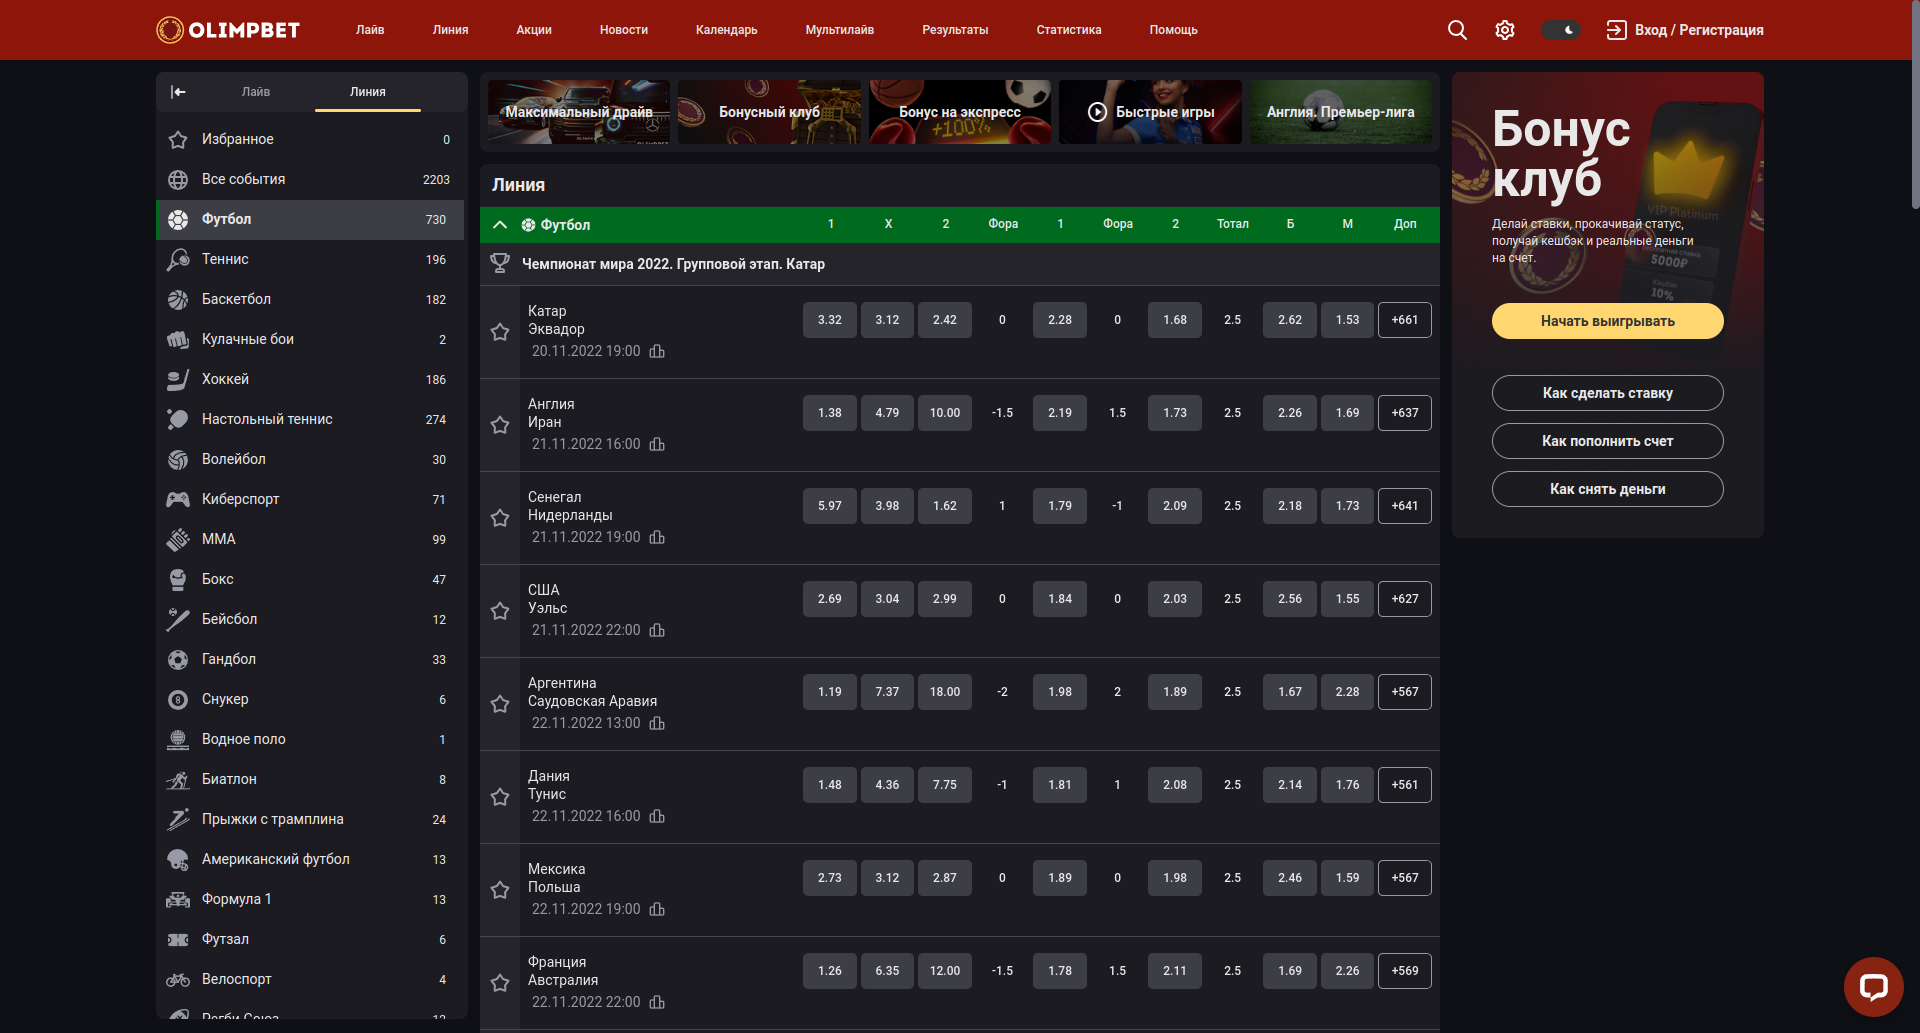 OLIMPBET
Лайв Линия Акции Новости Календарь Мультилайв Результаты Статистика Помощь
Вход / Регистрация
Лайв Линия
Избранное 0
Все события 2203
Футбол 730
Теннис 196
Баскетбол 182
Кулачные бои 2
Хоккей 186
Настольный теннис 274
Волейбол 30
Киберспорт 71
MMA 99
Бокс 47
Бейсбол 12
Гандбол 33
Снукер 6
Водное поло 1
Биатлон 8
Прыжки с трамплина 24
Американский футбол 13
Формула 1 13
Футзал 6
Велоспорт 4
Регби Союз 12
Максимальный драйв
Бонусный клуб
Бонус на экспресс
+100%
Быстрые игры
Англия. Премьер-лига
Линия
Футбол 1 X 2 Фора 1 Фора 2 Тотал Б М Доп
Чемпионат мира 2022. Групповой этап. Катар
Катар
Эквадор
20.11.2022 19:00
3.32 3.12 2.42 0 2.28 0 1.68 2.5 2.62 1.53 +661
Англия
Иран
21.11.2022 16:00
1.38 4.79 10.00 -1.5 2.19 1.5 1.73 2.5 2.26 1.69 +637
Сенегал
Нидерланды
21.11.2022 19:00
5.97 3.98 1.62 1 1.79 -1 2.09 2.5 2.18 1.73 +641
США
Уэльс
21.11.2022 22:00
2.69 3.04 2.99 0 1.84 0 2.03 2.5 2.56 1.55 +627
Аргентина
Саудовская Аравия
22.11.2022 13:00
1.19 7.37 18.00 -2 1.98 2 1.89 2.5 1.67 2.28 +567
Дания
Тунис
22.11.2022 16:00
1.48 4.36 7.75 -1 1.81 1 2.08 2.5 2.14 1.76 +561
Мексика
Польша
22.11.2022 19:00
2.73 3.12 2.87 0 1.89 0 1.98 2.5 2.46 1.59 +567
Франция
Австралия
22.11.2022 22:00
1.26 6.35 12.00 -1.5 1.78 1.5 2.11 2.5 1.69 2.26 +569
Бонус
клуб
VIP Platinum
Делай ставки, прокачивай статус,
получай кешбэк и реальные деньги
на счет.
5000₽
10%
Начать выигрывать
Как сделать ставку
Как пополнить счет
Как снять деньги